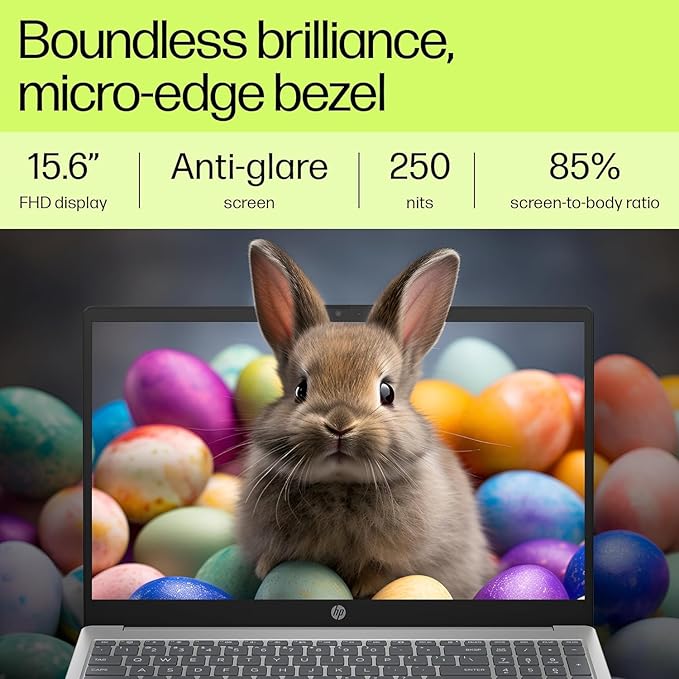 Boundless brilliance,
micro-edge bezel
15.6”
FHD display
Anti-glare
screen
250
nits
85%
screen-to-body ratio
hp